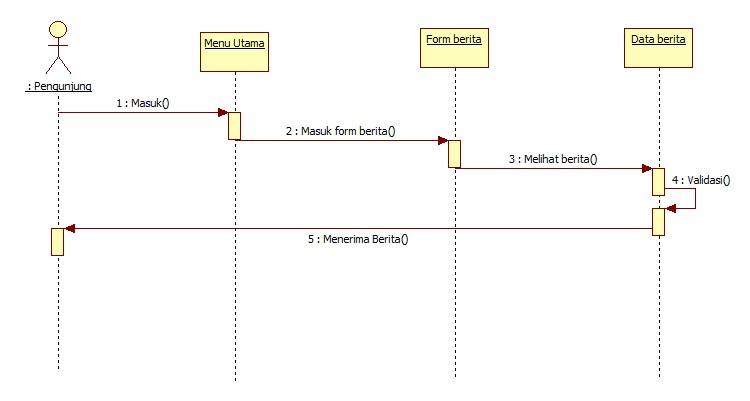 Menu Utama
Form berita
Data berita
: Pengunjung
1 : Masuk()
2 : Masuk form berita()
3 : Melihat berita()
4 : Validasi()
5 : Menerima Berita()